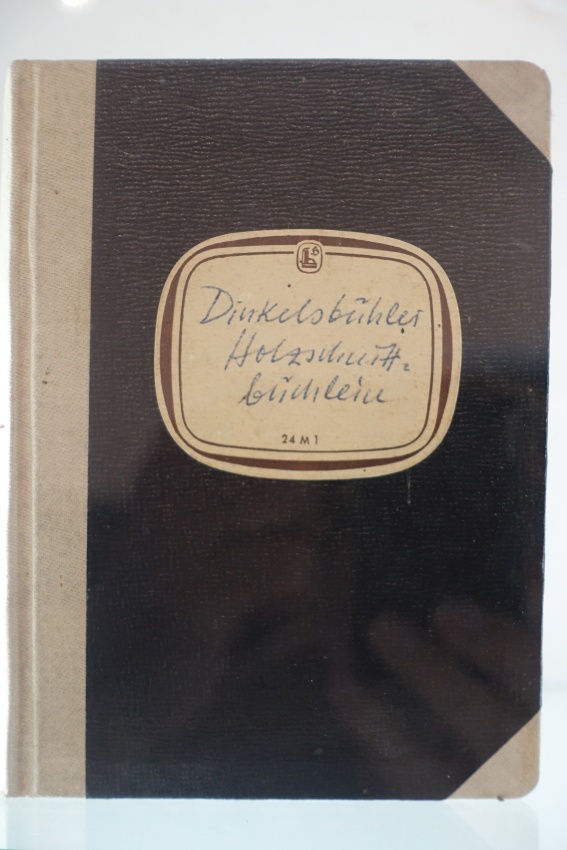 Dinkelsbühler
Holzschnitt-
büchlein
24 M 1